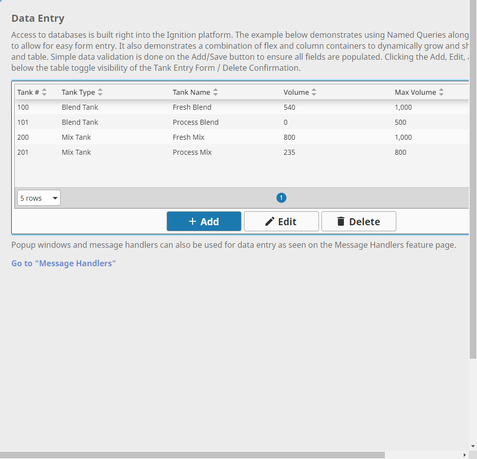 Data Entry
Access to databases is built right into the Ignition platform. The example below demonstrates using Named Queries along
to allow for easy form entry. It also demonstrates a combination of flex and column containers to dynamically grow and sh
and table. Simple data validation is done on the Add/Save button to ensure all fields are populated. Clicking the Add, Edit,
below the table toggle visibility of the Tank Entry Form / Delete Confirmation.
Tank # Tank Type Tank Name Volume Max Volume
100 Blend Tank Fresh Blend 540 1,000
101 Blend Tank Process Blend 0 500
200 Mix Tank Fresh Mix 800 1,000
201 Mix Tank Process Mix 235 800
5 rows 1
+ Add Edit Delete
Popup windows and message handlers can also be used for data entry as seen on the Message Handlers feature page.
Go to "Message Handlers"